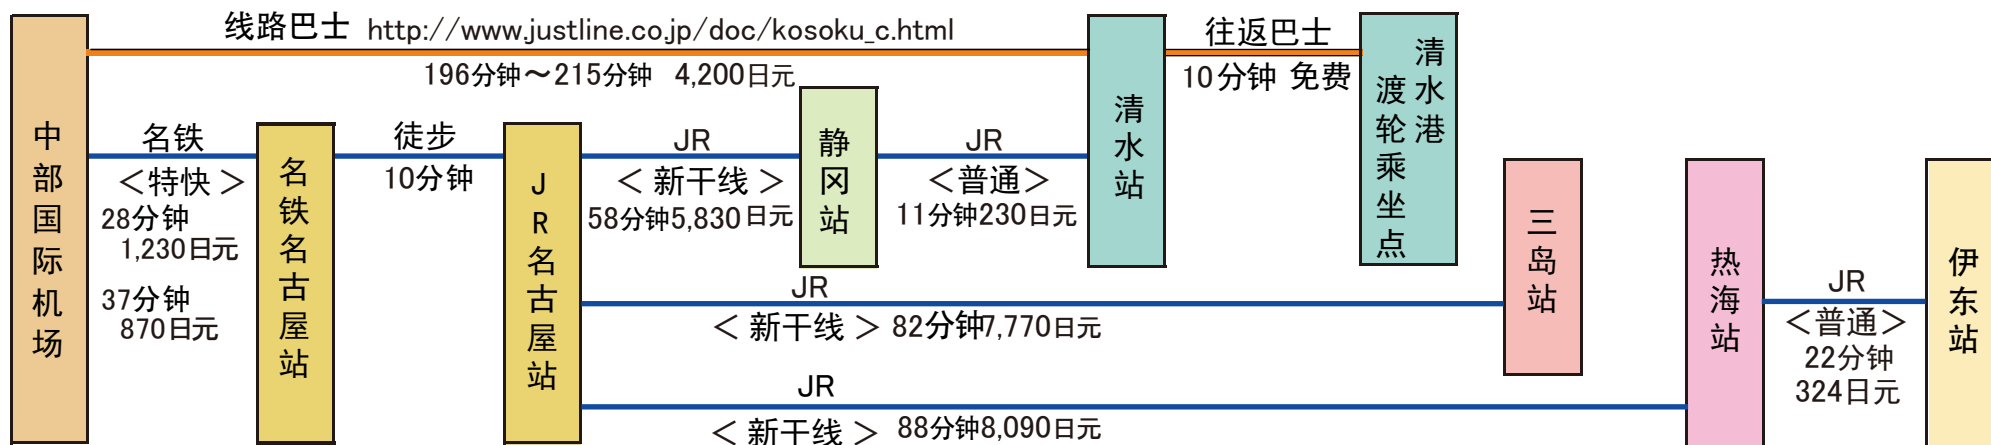 线路巴士 http://www.justline.co.jp/doc/kosoku_c.html
196分钟～215分钟 4,200日元
往返巴士
10分钟 免费
中部国际机场
名铁
＜特快＞
28分钟
1,230日元
37分钟
870日元
名铁名古屋站
徒步
10分钟
JR名古屋站
JR
＜新干线＞
58分钟5,830日元
静冈站
JR
＜普通＞
11分钟230日元
清水站
清水港
渡轮乘坐点
JR
＜新干线＞82分钟7,770日元
三岛站
JR
＜新干线＞ 88分钟8,090日元
热海站
JR
＜普通＞
22分钟
324日元
伊东站